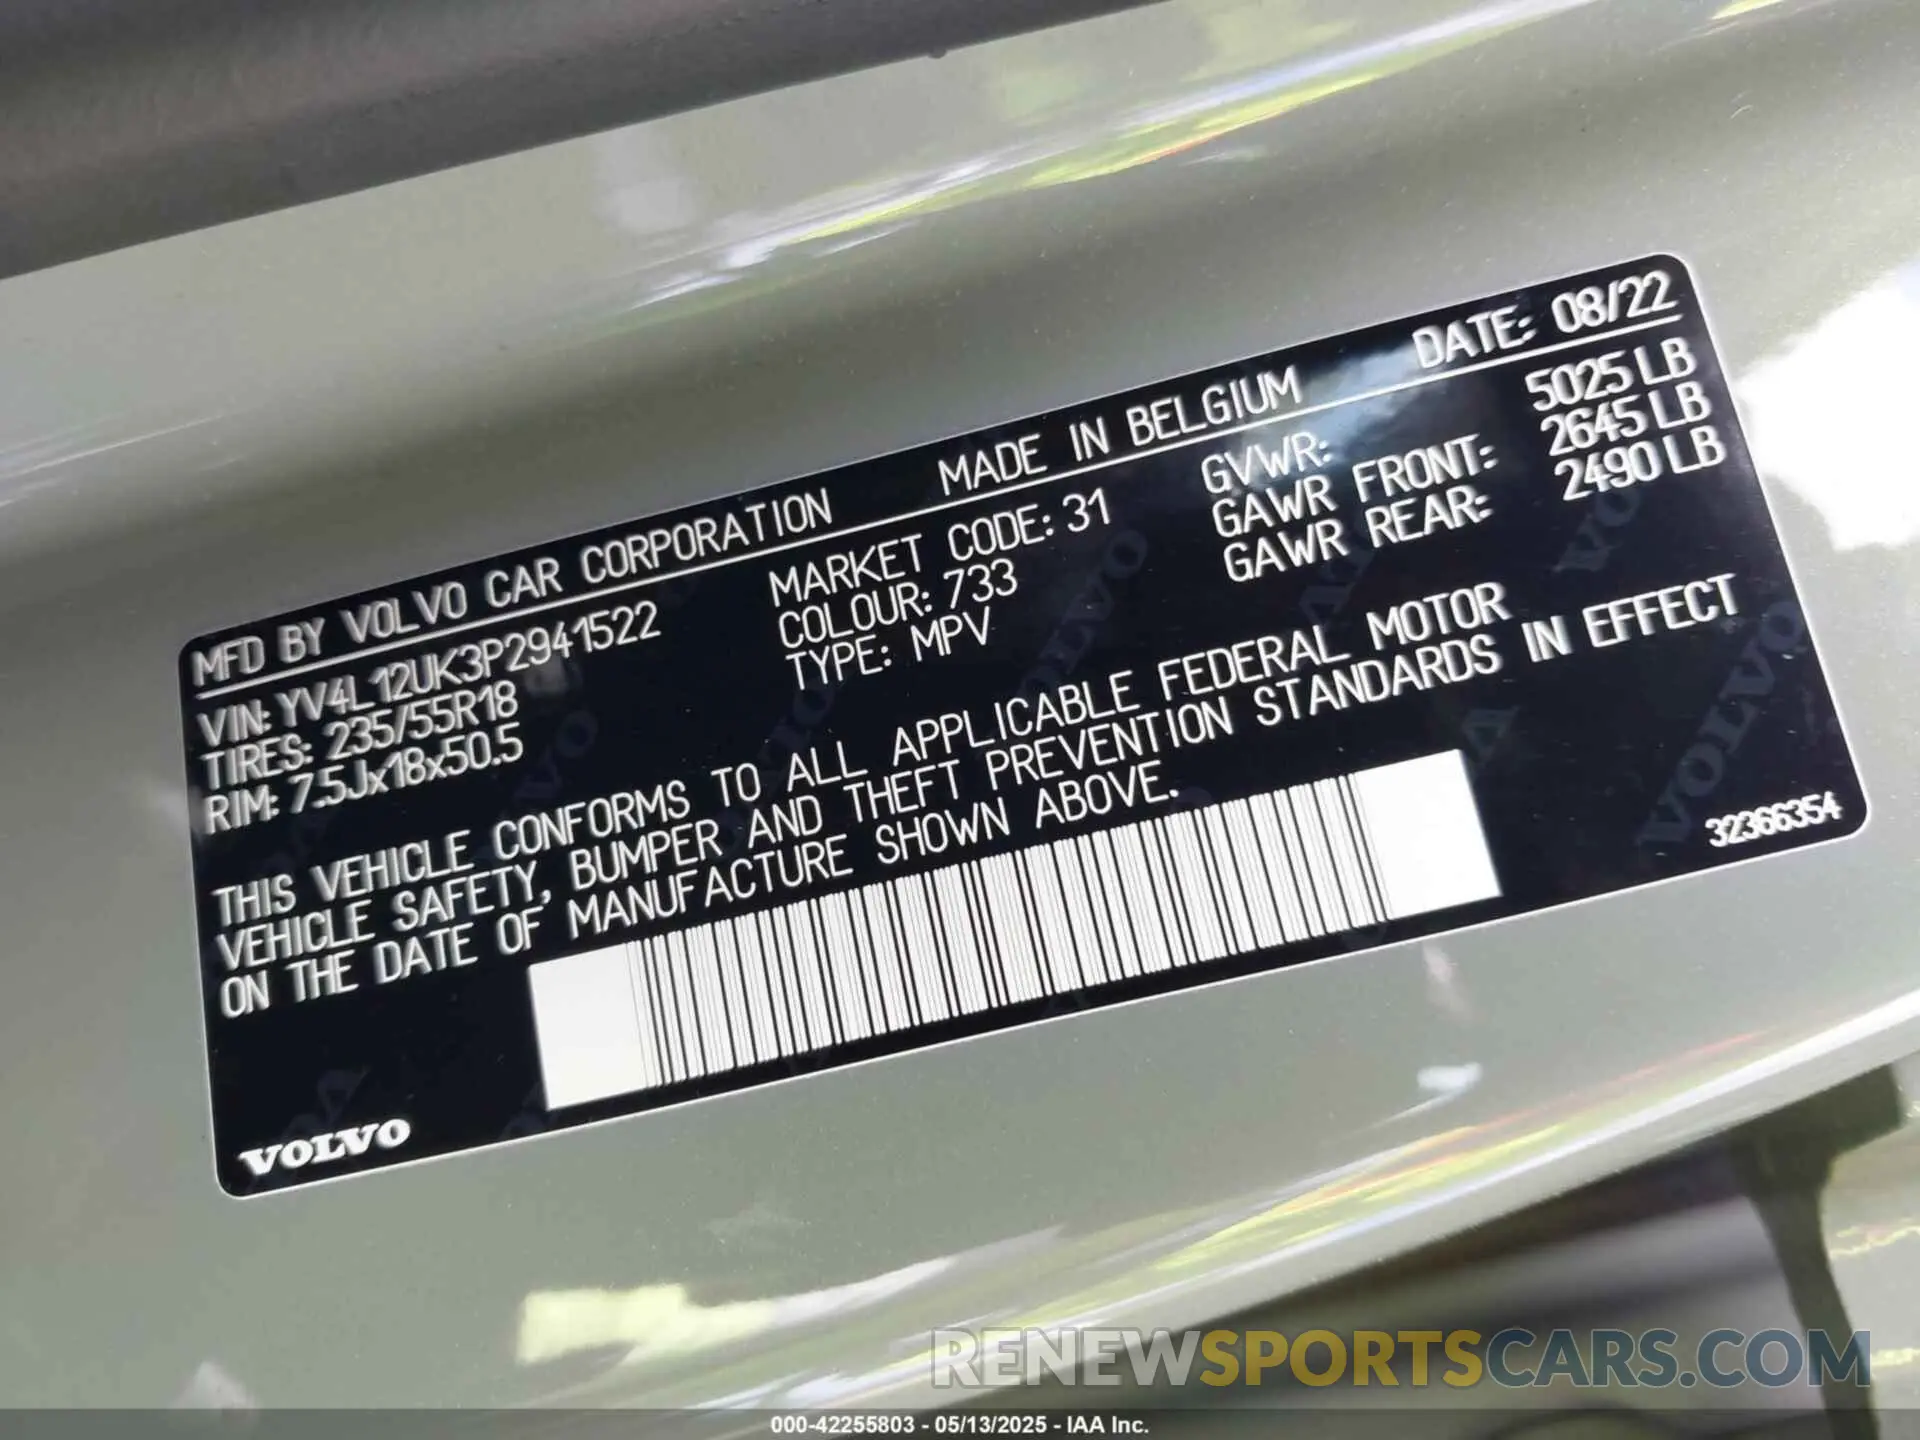 MFD BY VOLVO CAR CORPORATION MADE IN BELGIUM DATE: 08/22
VIN: YV4L12UK3P2941522 MARKET CODE: 31 GVWR: 5025 LB
TIRES: 235/55R18 COLOUR: 733 GAWR FRONT: 2645 LB
RIM: 7.5Jx18x50.5 TYPE: MPV GAWR REAR: 2490 LB
THIS VEHICLE CONFORMS TO ALL APPLICABLE FEDERAL MOTOR
VEHICLE SAFETY, BUMPER AND THEFT PREVENTION STANDARDS IN EFFECT
ON THE DATE OF MANUFACTURE SHOWN ABOVE.
32366354
VOLVO
RENEWSPORTSCARS.COM
000-42255803 - 05/13/2025 - IAA Inc.